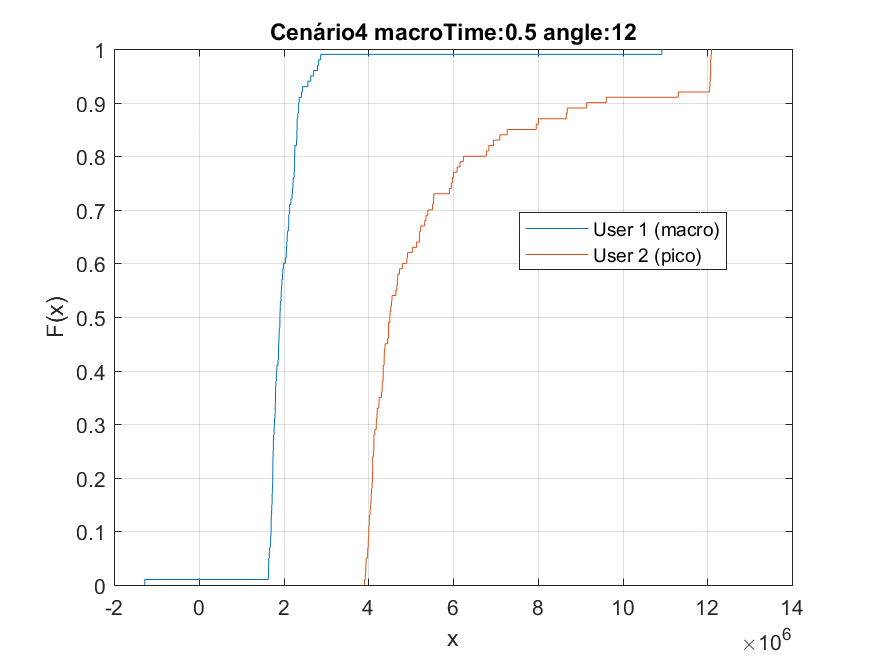 Cenário4 macroTime:0.5 angle:12
F(x)
1
0.9
0.8
0.7
0.6
0.5
0.4
0.3
0.2
0.1
0
User 1 (macro)
User 2 (pico)
-2 0 2 4 6 8 10 12 14
x
×10^6